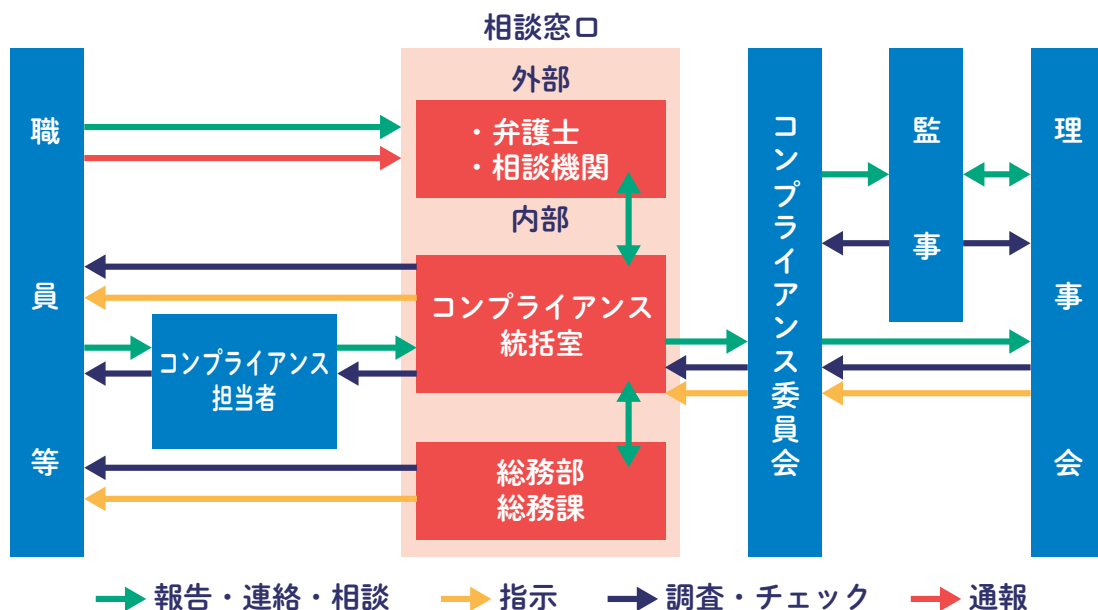 相談窓口
職員等
外部
・弁護士
・相談機関
内部
コンプライアンス
統括室
コンプライアンス
担当者
総務部
総務課
コンプライアンス委員会
監事
理事会
報告・連絡・相談
指示
調査・チェック
通報